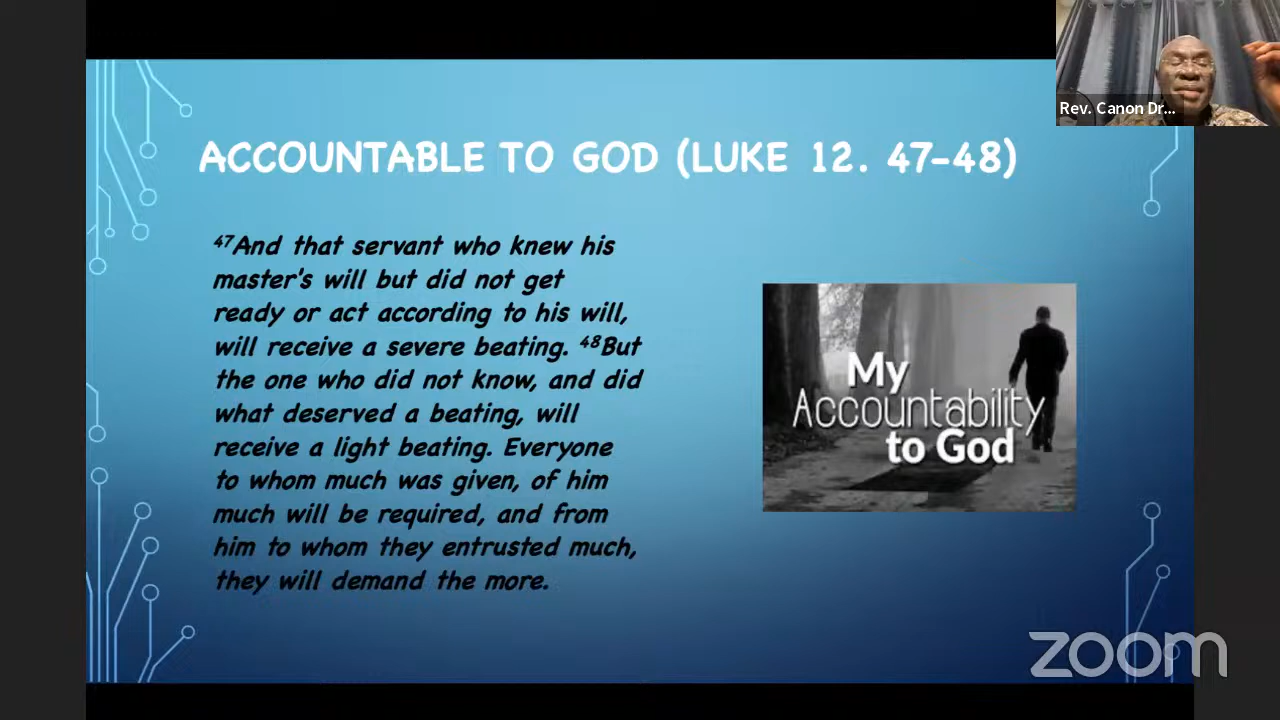 Rev. Canon Dr...
ACCOUNTABLE TO GOD (LUKE 12. 47-48)
⁴⁷And that servant who knew his
master's will but did not get
ready or act according to his will,
will receive a severe beating. ⁴⁸But
the one who did not know, and did
what deserved a beating, will
receive a light beating. Everyone
to whom much was given, of him
much will be required, and from
him to whom they entrusted much,
they will demand the more.
My
Accountability
to God
zoom